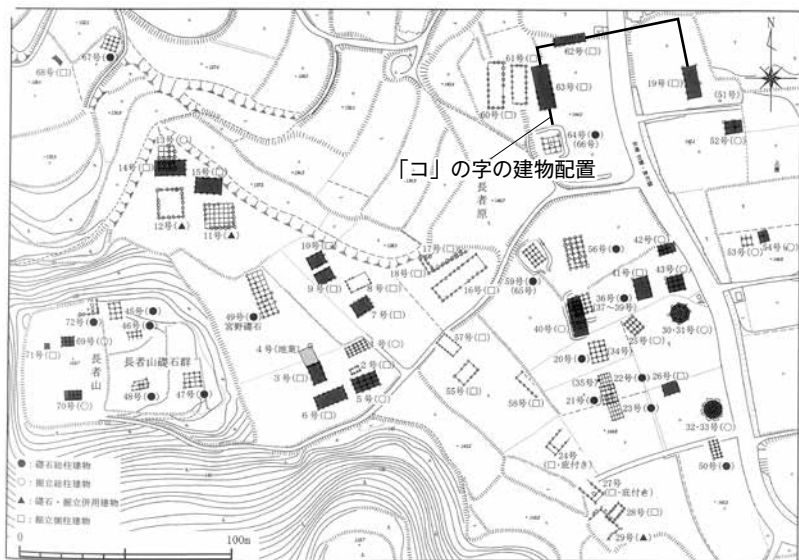 62号(□)
61号(□)
67号(●)
68号(□)
63号(□)
60号(□)
19号(□)
(51号)
64号(●)
(66号)
52号(○)
「コ」の字の建物配置
長者原
13号(○)
14号(□)
15号(□)
12号(▲)
11号(▲)
10号(□)
17号(□)
18号(□)
9号(□)
8号(□)
7号(□)
16号(□)
49号(●)
宮野礎石
59号(●)
(65号)
56号(●)
42号(○)
41号(□)
43号(○)
53号(○)
54号(○)
36号(●)
(37~39号)
40号(○)
30・31号(○)
25号(○)
20号(●)
(34号)
45号(●)
72号(●)
46号(●)
69号(○)
71号(□)
長者山
長者山礎石群
70号(○)
48号(●)
47号(●)
4号(地東)
3号(□)
1号(○)
2号(□)
5号(○)
6号(□)
57号(□)
55号(□)
58号(□)
(35号)
22号(●)
26号(□)
21号(●)
23号(●)
32・33号(○)
24号
(□・庇付き)
50号(●)
27号
(□・庇付き)
28号(□)
29号(▲)
●:礎石総柱建物
○:掘立総柱建物
▲:礎石・掘立併用建物
□:掘立側柱建物
0
100m
N